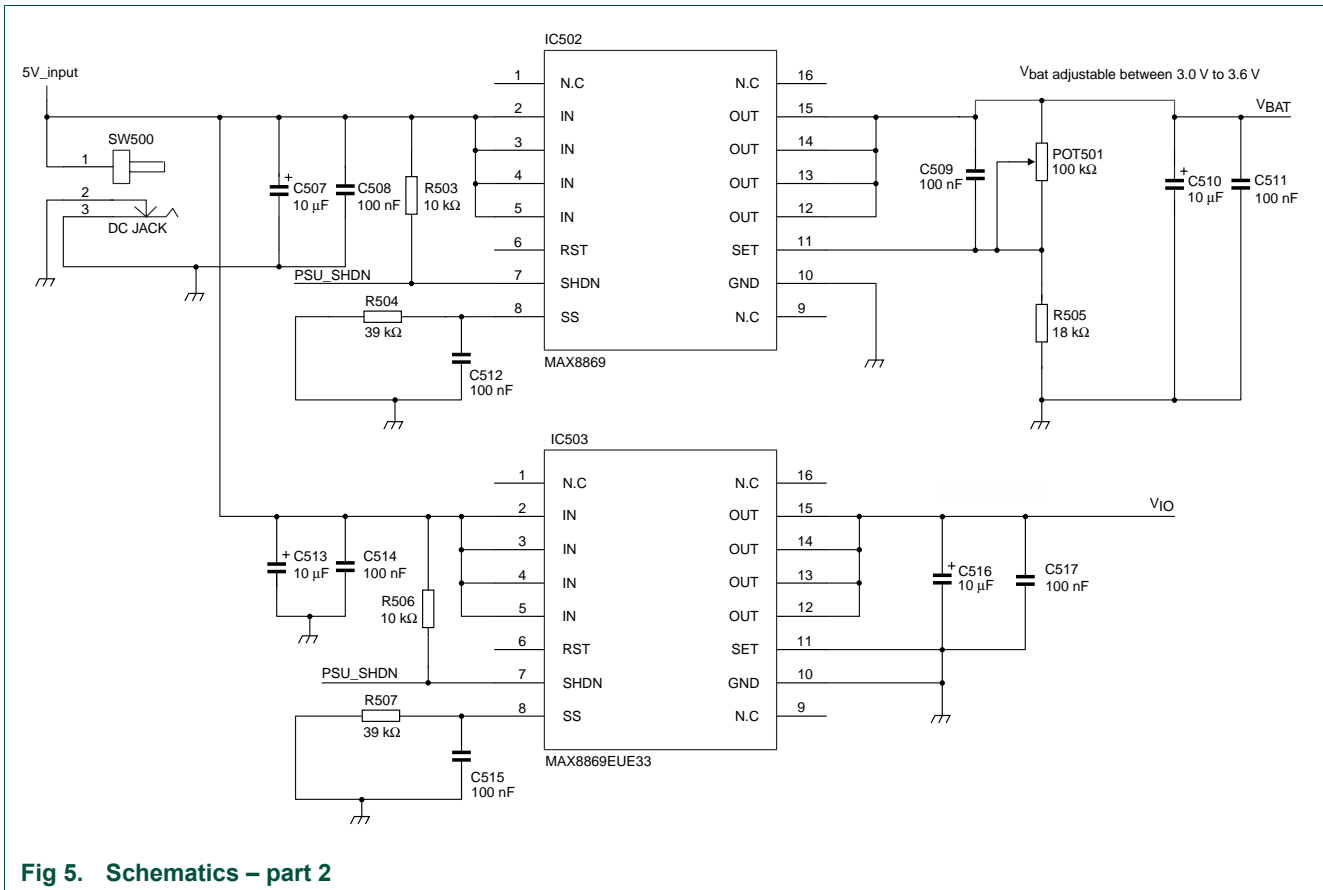 IC502
5V_input
Vbat adjustable between 3.0 V to 3.6 V
1 N.C N.C 16
2 IN OUT 15
VBAT
SW500
1
3 IN OUT 14
2
3
DC JACK
+ C507
10 μF
C508
100 nF
R503
10 kΩ
4 IN OUT 13
5 IN OUT 12
C509
100 nF
POT501
100 kΩ
+ C510
10 μF
C511
100 nF
6 RST SET 11
PSU_SHDN 7 SHDN GND 10
R504
39 kΩ
8 SS N.C 9
R505
18 kΩ
C512
100 nF
MAX8869
IC503
1 N.C N.C 16
2 IN OUT 15
VIO
3 IN OUT 14
+ C513
10 μF
C514
100 nF
4 IN OUT 13
+ C516
10 μF
C517
100 nF
R506
10 kΩ
5 IN OUT 12
6 RST SET 11
PSU_SHDN 7 SHDN GND 10
R507
39 kΩ
8 SS N.C 9
C515
100 nF
MAX8869EUE33
Fig 5. Schematics – part 2